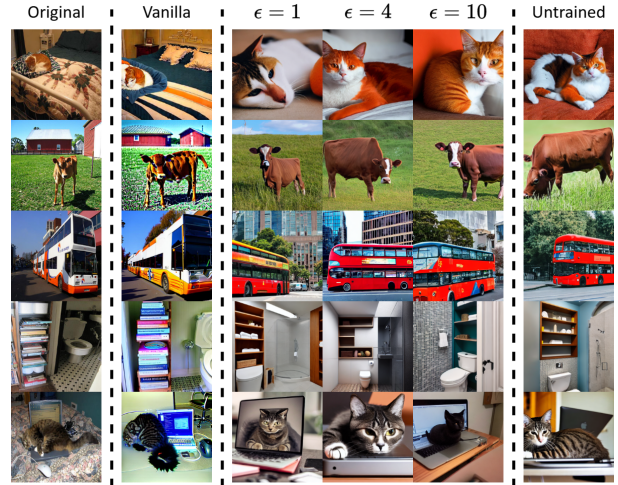 Original Vanilla ϵ = 1 ϵ = 4 ϵ = 10 Untrained